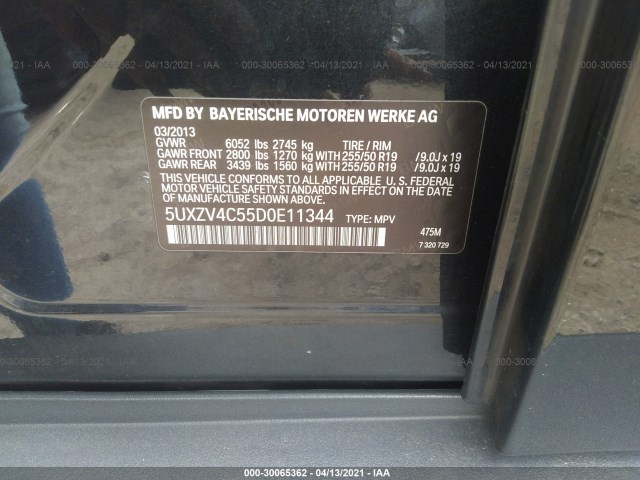 000-30065362 - 04/13/2021 - IAA
MFD BY BAYERISCHE MOTOREN WERKE AG
03/2013
GVWR 6052 lbs 2745 kg TIRE / RIM
GAWR FRONT 2800 lbs 1270 kg WITH 255/50 R19 /9.0J x 19
GAWR REAR 3439 lbs 1560 kg WITH 255/50 R19 /9.0J x 19
THIS VEHICLE CONFORMS TO ALL APPLICABLE U. S. FEDERAL
MOTOR VEHICLE SAFETY STANDARDS IN EFFECT ON THE DATE
OF MANUFACTURE SHOWN ABOVE.
5UXZV4C55D0E11344 TYPE: MPV
475M
7 320 729
000-30065362 - 04/13/2021 - IAA